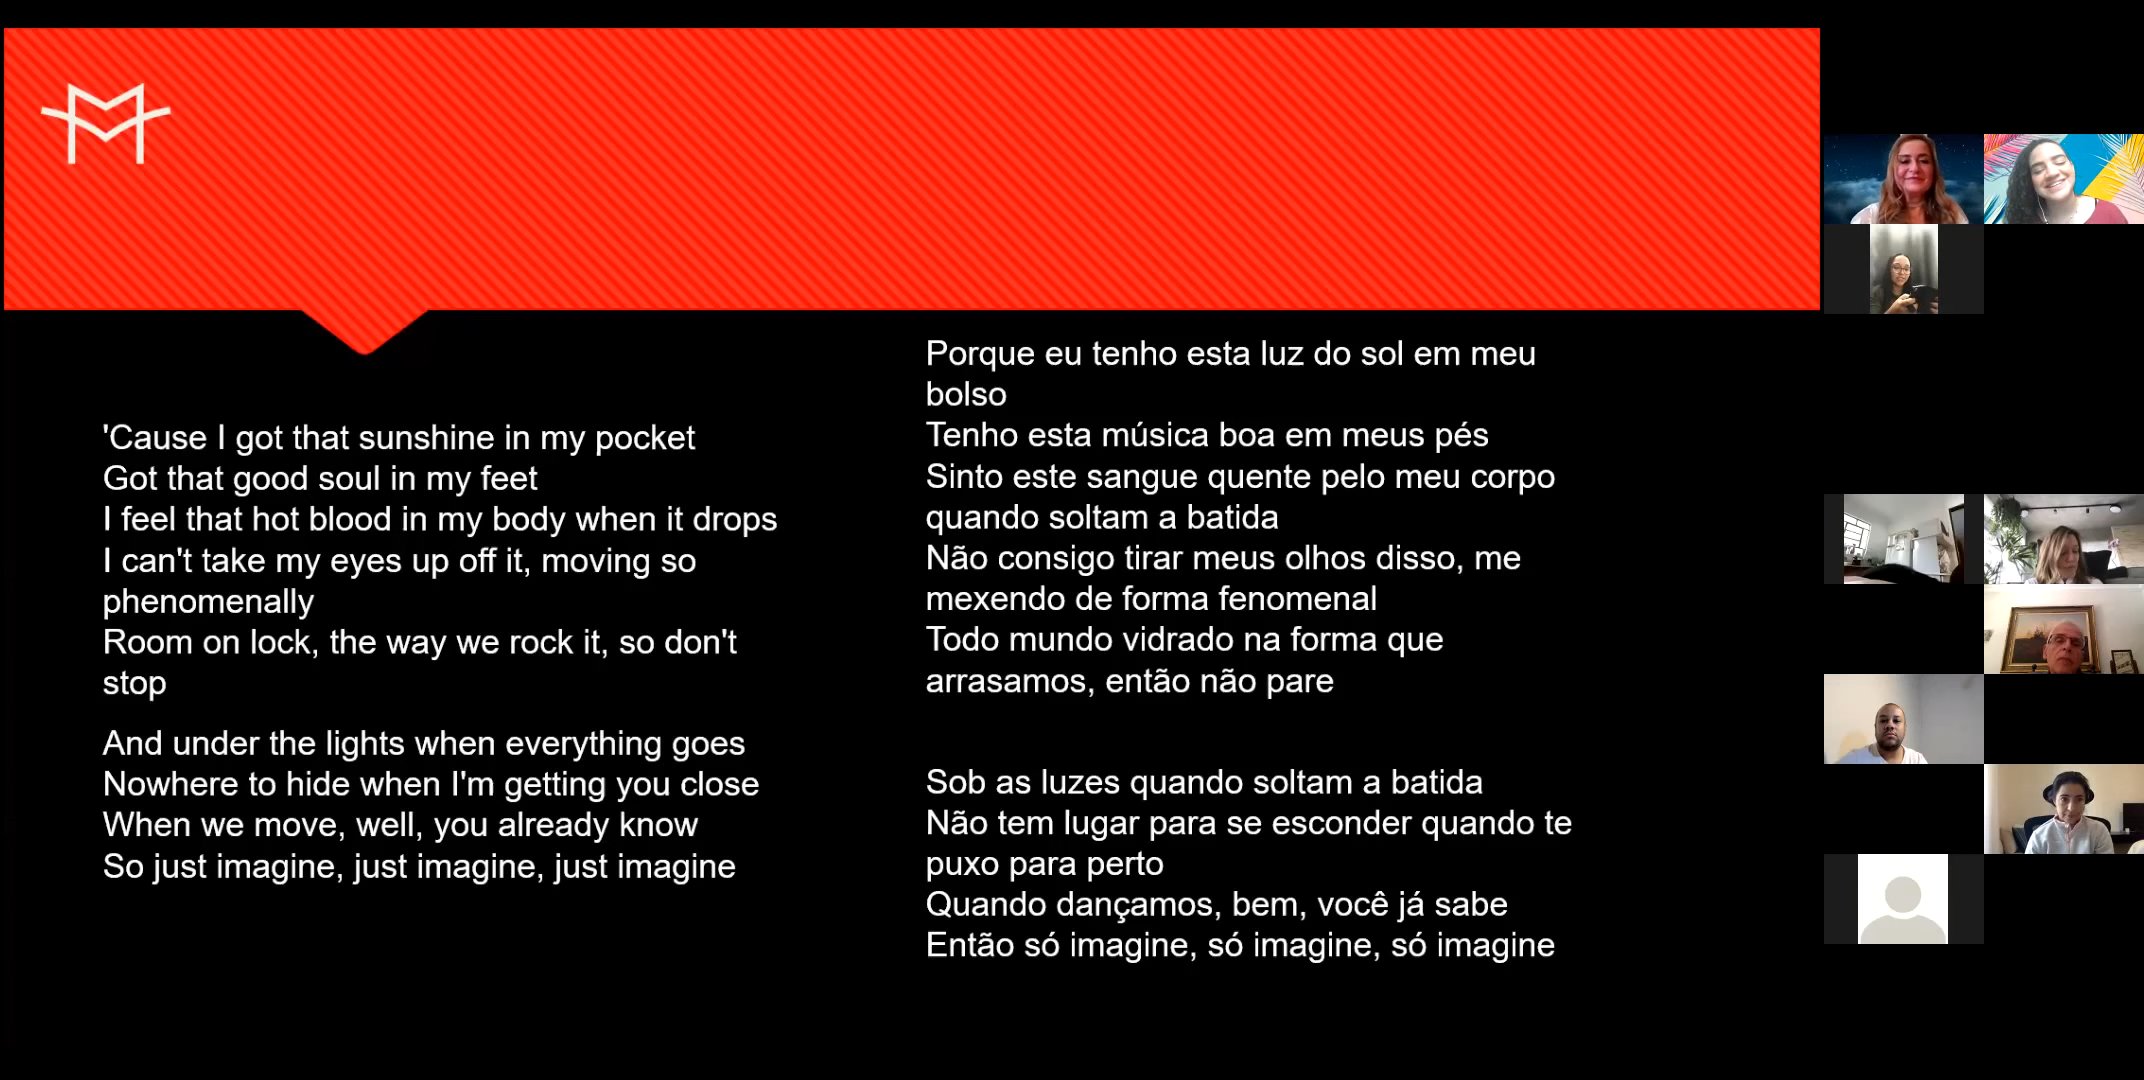 'Cause I got that sunshine in my pocket
Got that good soul in my feet
I feel that hot blood in my body when it drops
I can't take my eyes up off it, moving so
phenomenally
Room on lock, the way we rock it, so don't
stop
And under the lights when everything goes
Nowhere to hide when I'm getting you close
When we move, well, you already know
So just imagine, just imagine, just imagine
Porque eu tenho esta luz do sol em meu
bolso
Tenho esta música boa em meus pés
Sinto este sangue quente pelo meu corpo
quando soltam a batida
Não consigo tirar meus olhos disso, me
mexendo de forma fenomenal
Todo mundo vidrado na forma que
arrasamos, então não pare
Sob as luzes quando soltam a batida
Não tem lugar para se esconder quando te
puxo para perto
Quando dançamos, bem, você já sabe
Então só imagine, só imagine, só imagine